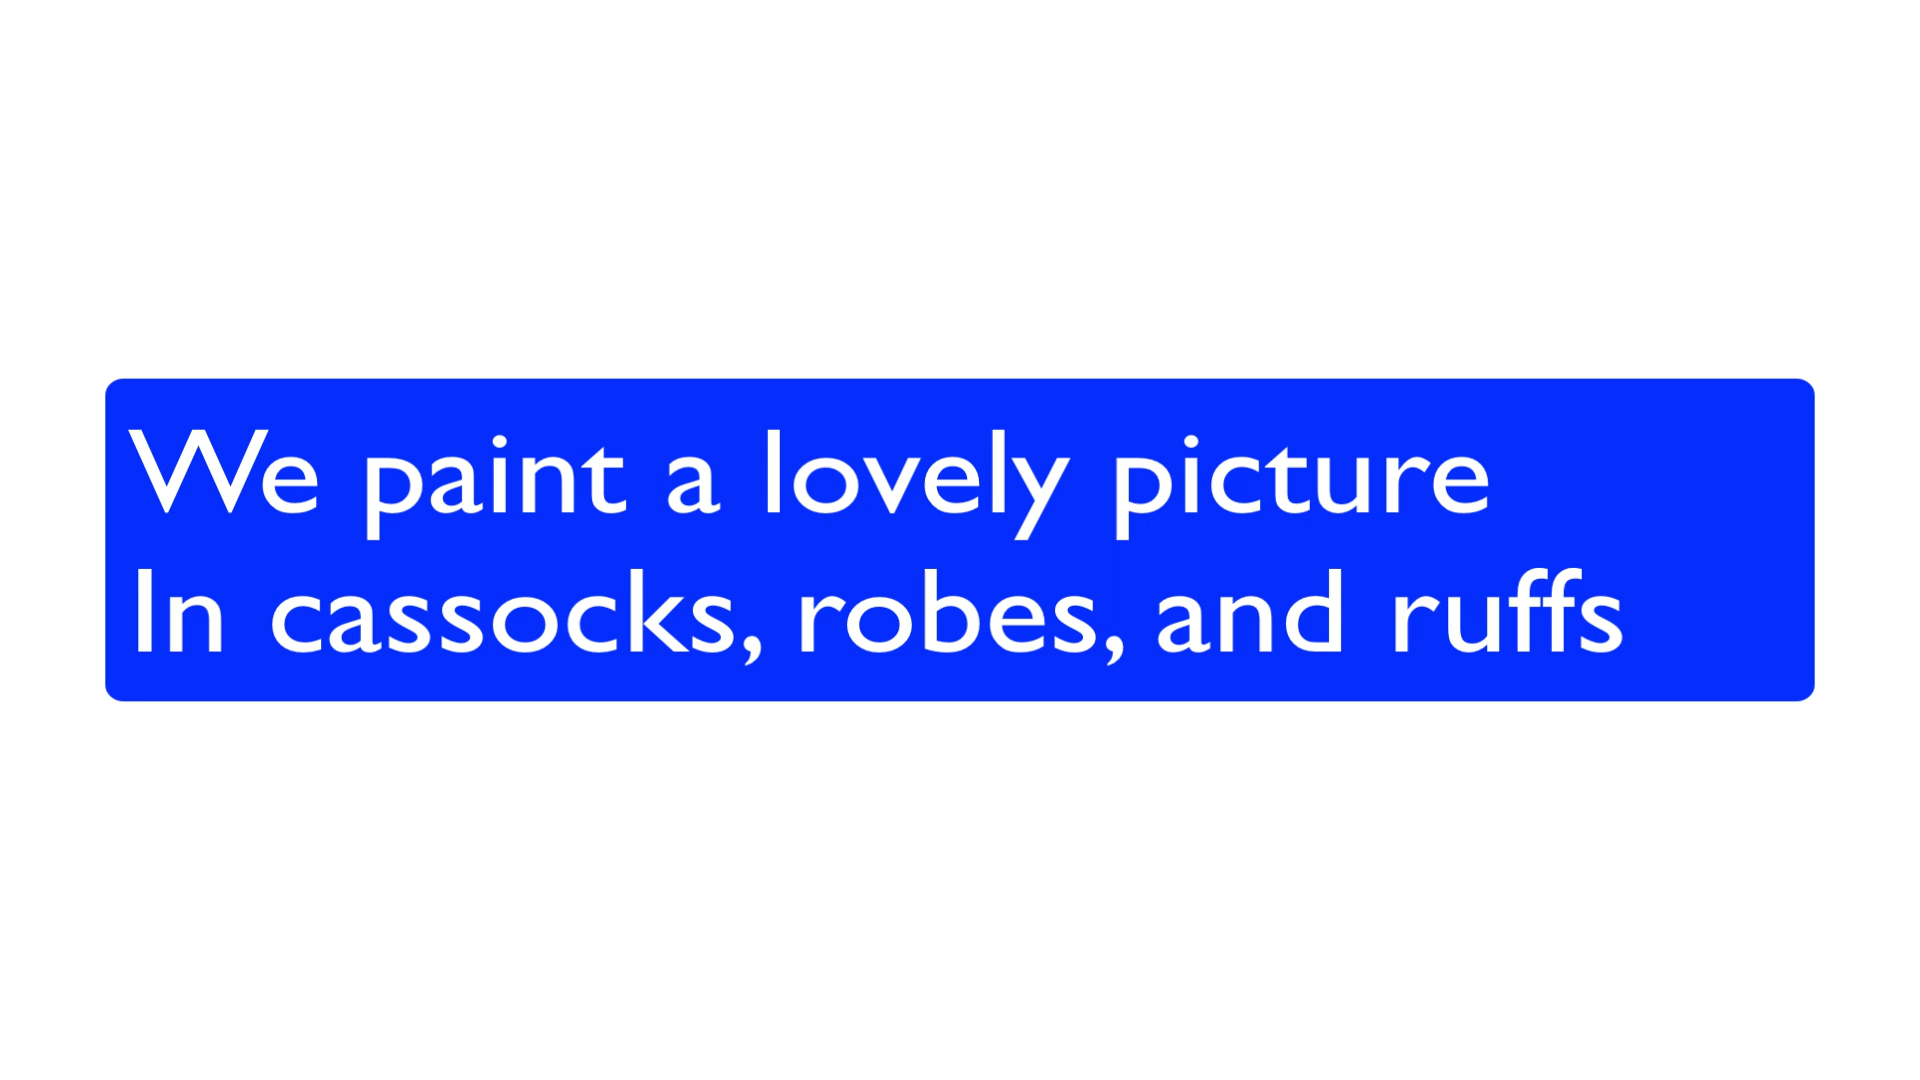 We paint a lovely picture
In cassocks, robes, and ruffs